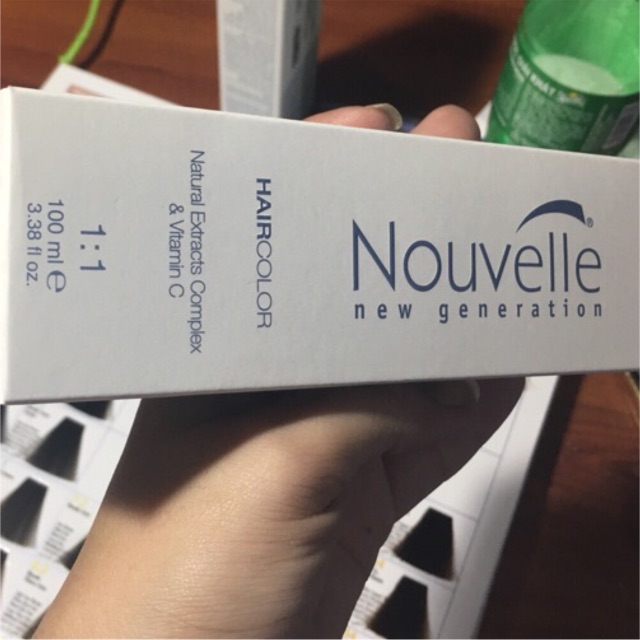 Nouvelle®
new generation
HAIRCOLOR
Natural Extracts Complex
& Vitamin C
1:1
100 ml ℮
3.38 fl oz.